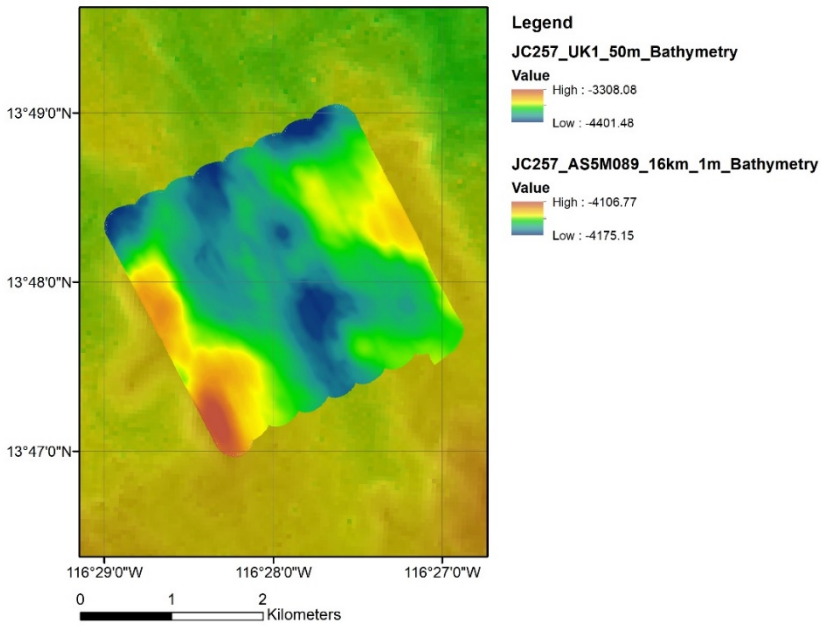 Legend
JC257_UK1_50m_Bathymetry
Value
High : -3308.08
Low : -4401.48
JC257_AS5M089_16km_1m_Bathymetry
Value
High : -4106.77
Low : -4175.15
13°49'0"N
13°48'0"N
13°47'0"N
116°29'0"W 116°28'0"W 116°27'0"W
0 1 2
Kilometers